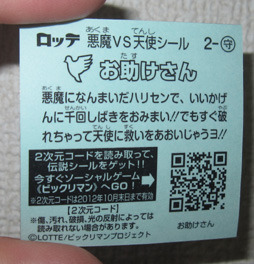 ロッテ 悪魔VS天使シール 2-守
お助けさん
悪魔になんまいだハリセンで、いいかげ
んに千回しばきをおみまい!!でもすぐ破
れちゃって天使に救いをあおいじゃうヨ!!
2次元コードを読み取って、
伝説シールをゲット!!
今すぐソーシャルゲーム
《ビックリマン》へGO!
※2次元コードは2012年10月末日まで有効
【2次元コード】
※傷、汚れ、破損、光の反射によっては
読み取れない場合があります。
©LOTTE/ビックリマンプロジェクト
お助けさん